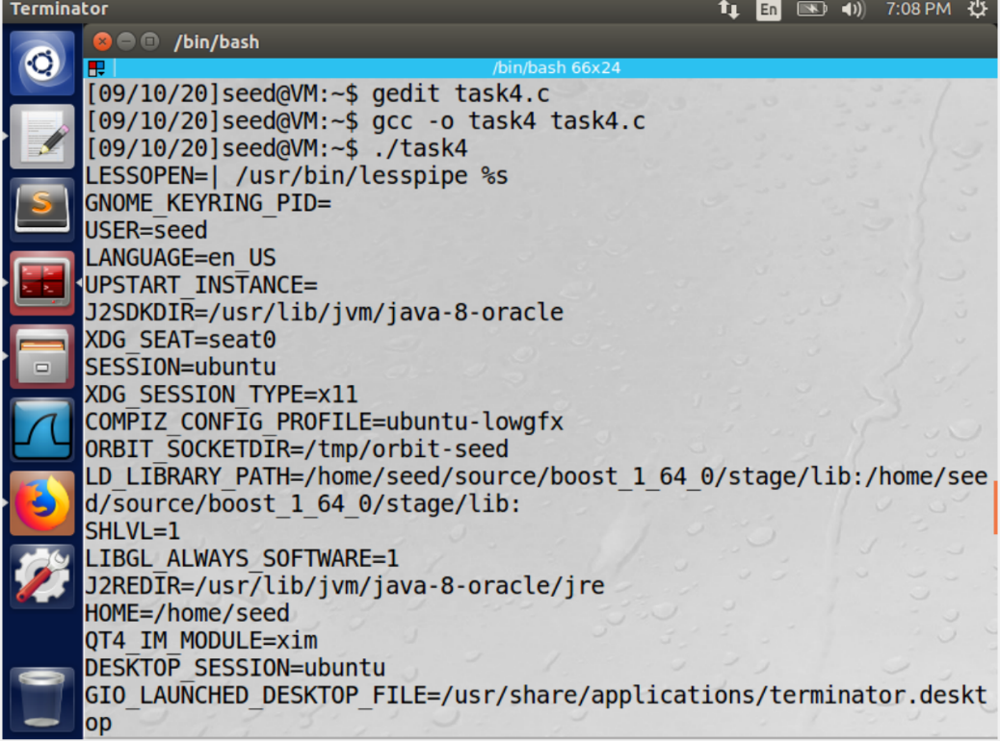 Terminator
En
7:08 PM
/bin/bash
/bin/bash 66x24
[09/10/20]seed@VM:~$ gedit task4.c
[09/10/20]seed@VM:~$ gcc -o task4 task4.c
[09/10/20]seed@VM:~$ ./task4
LESSOPEN=| /usr/bin/lesspipe %s
GNOME_KEYRING_PID=
USER=seed
LANGUAGE=en_US
UPSTART_INSTANCE=
J2SDKDIR=/usr/lib/jvm/java-8-oracle
XDG_SEAT=seat0
SESSION=ubuntu
XDG_SESSION_TYPE=x11
COMPIZ_CONFIG_PROFILE=ubuntu-lowgfx
ORBIT_SOCKETDIR=/tmp/orbit-seed
LD_LIBRARY_PATH=/home/seed/source/boost_1_64_0/stage/lib:/home/see
d/source/boost_1_64_0/stage/lib:
SHLVL=1
LIBGL_ALWAYS_SOFTWARE=1
J2REDIR=/usr/lib/jvm/java-8-oracle/jre
HOME=/home/seed
QT4_IM_MODULE=xim
DESKTOP_SESSION=ubuntu
GIO_LAUNCHED_DESKTOP_FILE=/usr/share/applications/terminator.deskt
op